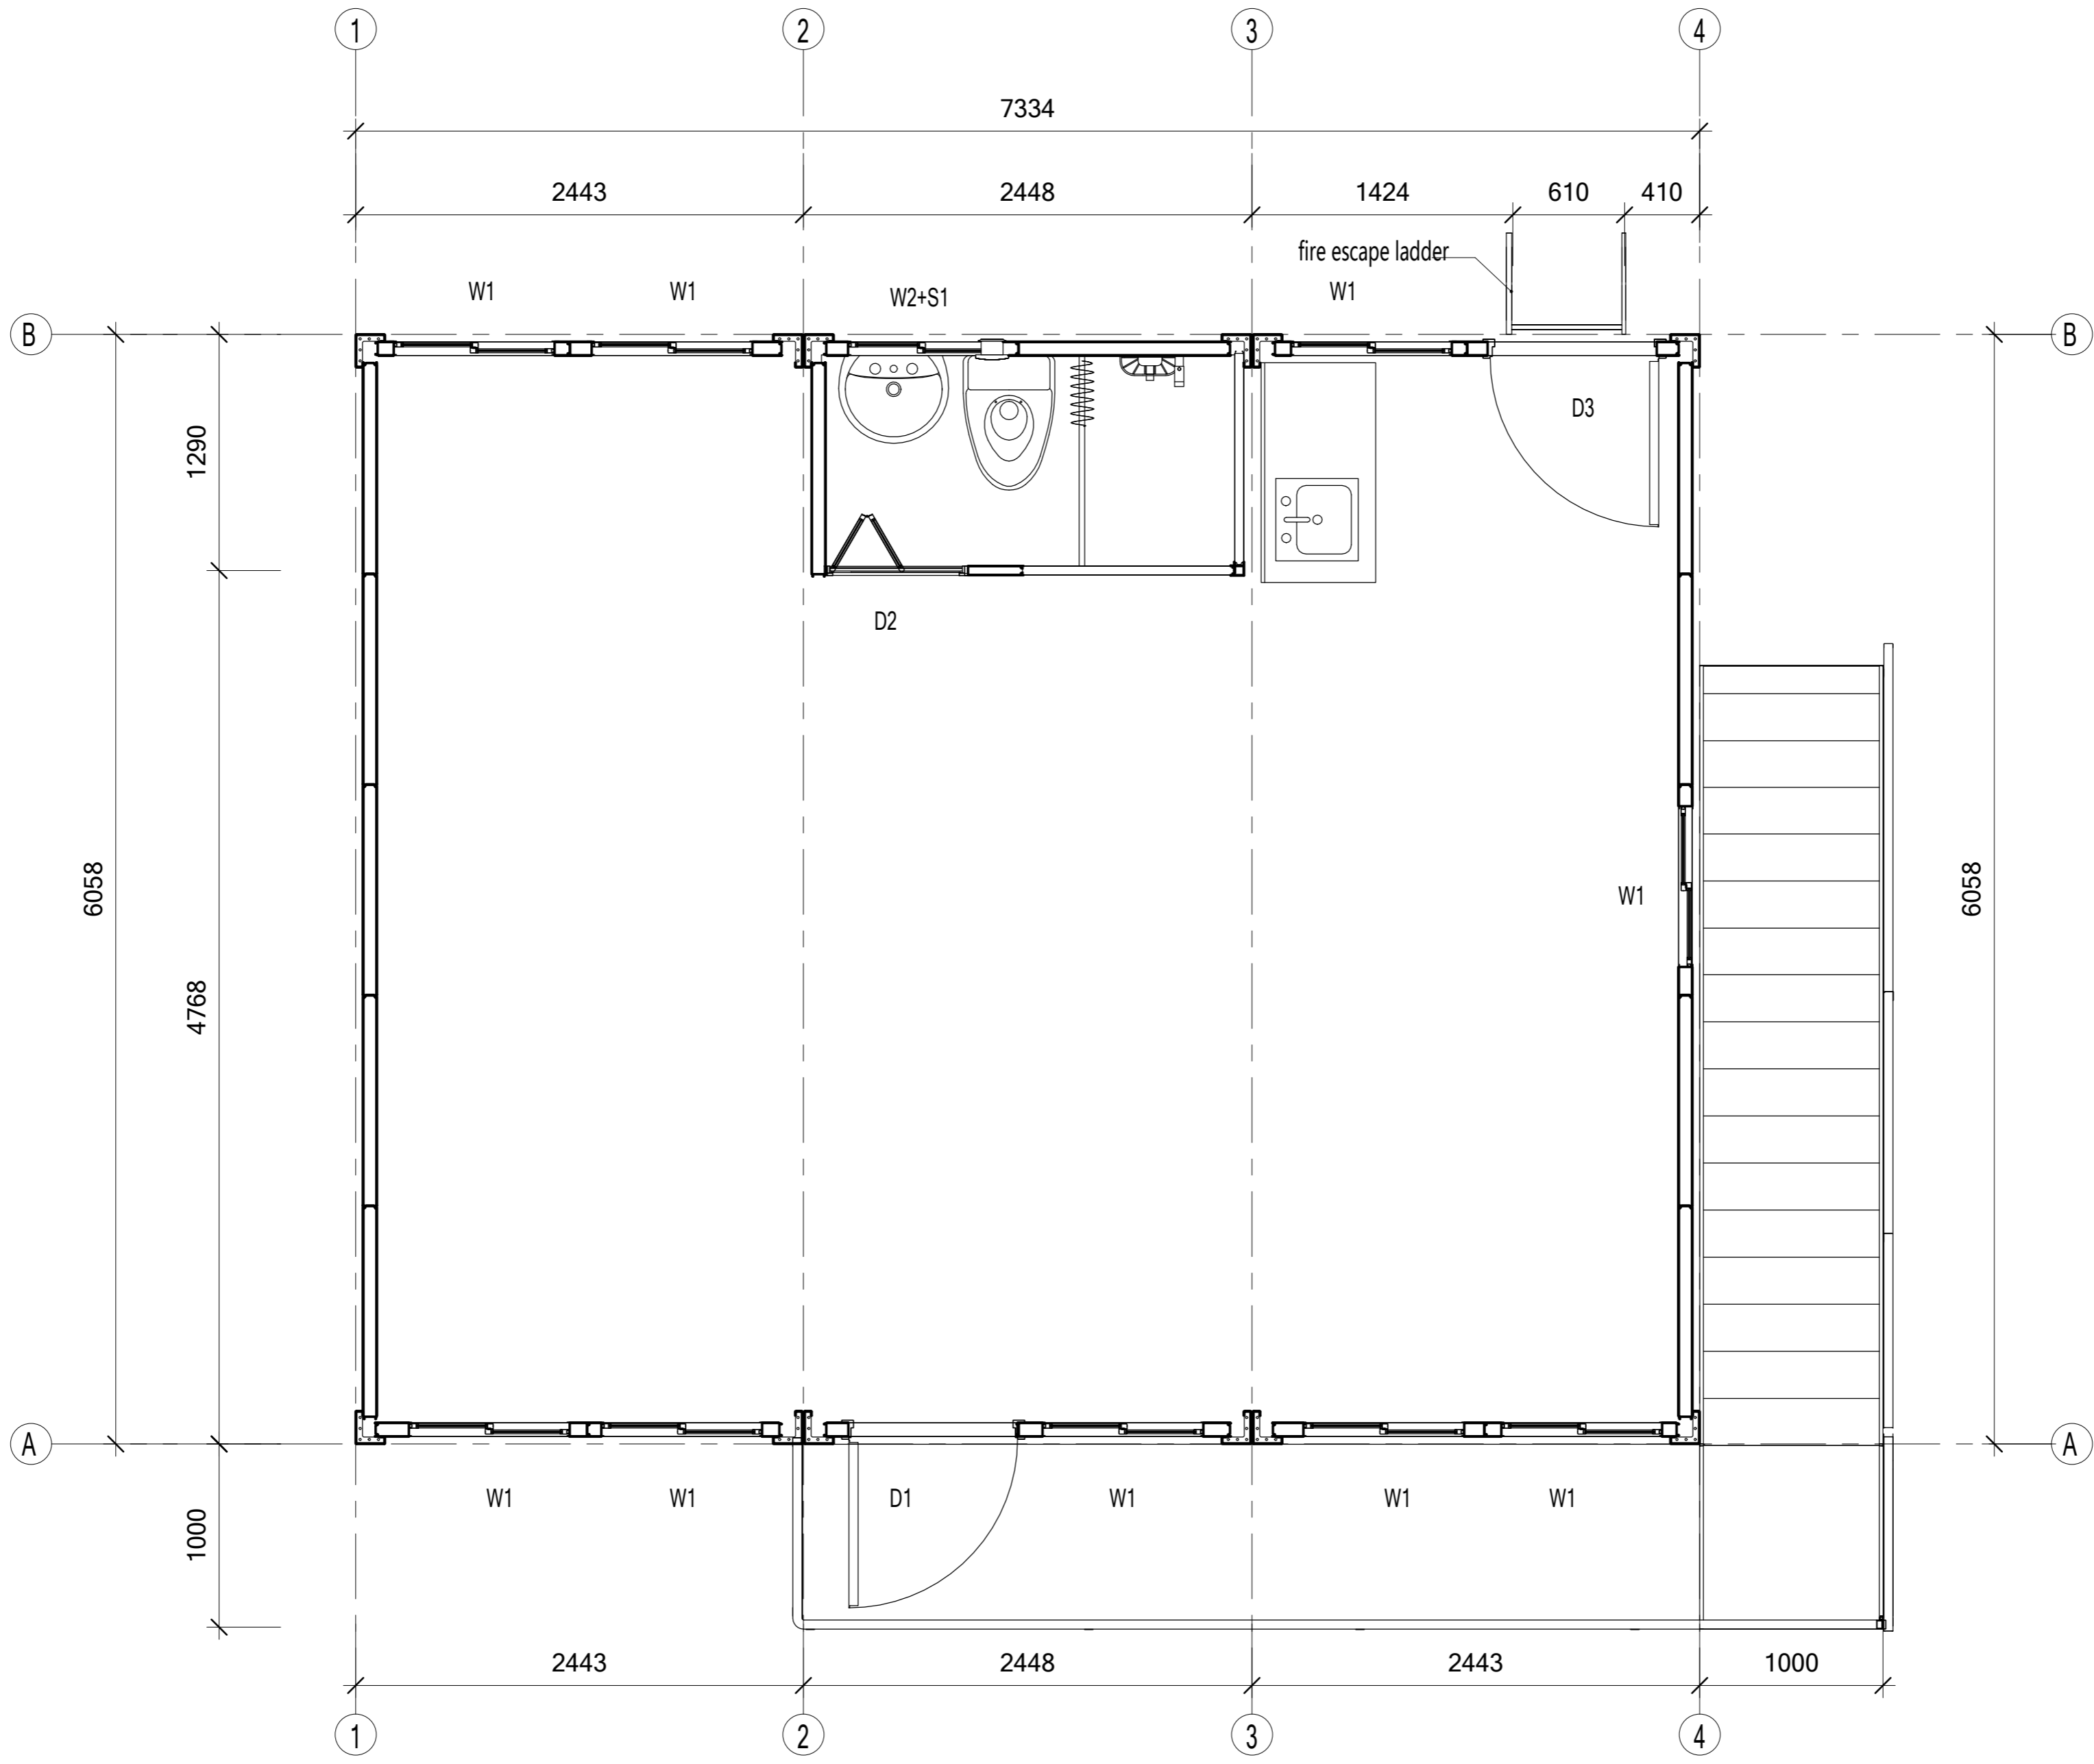 1 2 3 4
7334
2443 2448 1424 610 410
fire escape ladder
W1 W1 W2+S1 W1
B B
D3
1290
D2
6058 W1 6058
4768
A A
W1 W1 D1 W1 W1 W1
1000
2443 2448 2443 1000
1 2 3 4